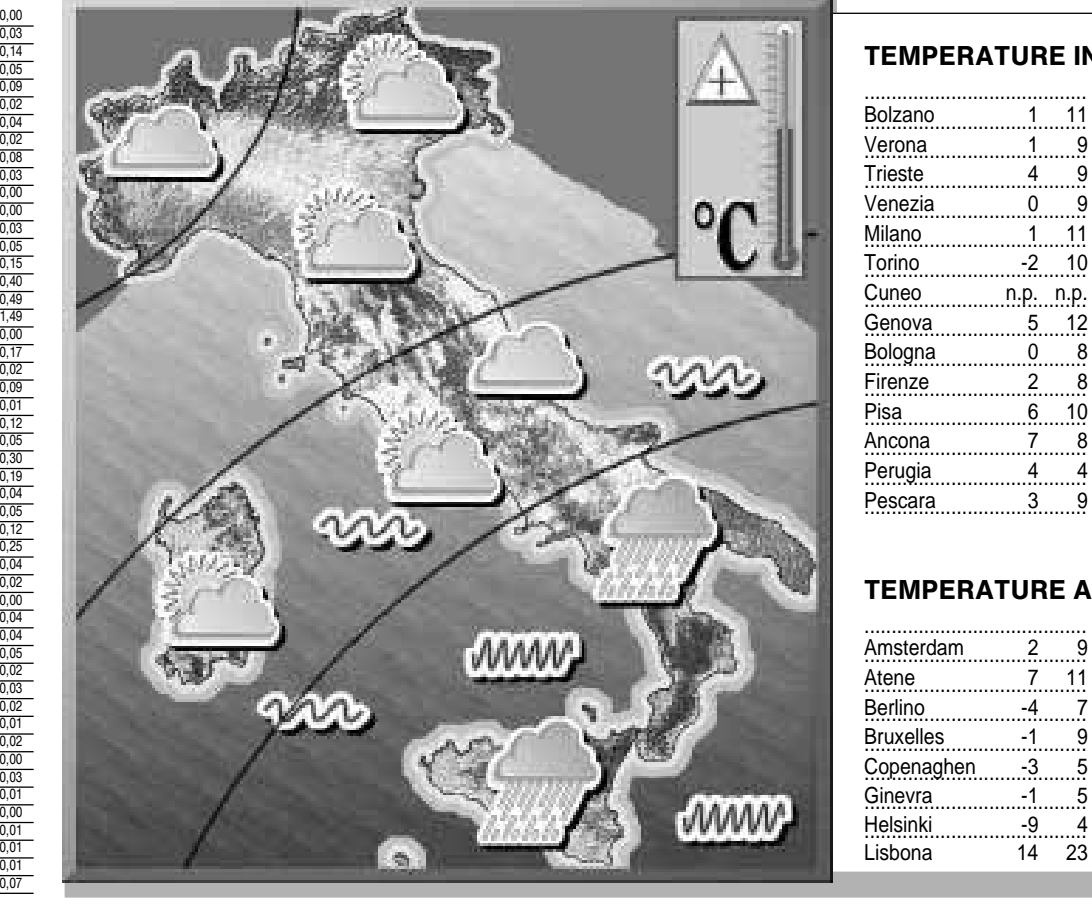 0,00
0,03
0,14
0,05
0,09
0,02
0,04
0,02
0,08
0,03
0,00
0,00
0,03
0,05
0,15
0,40
0,49
1,49
0,00
0,17
0,02
0,09
0,01
0,12
0,05
0,30
0,19
0,04
0,05
0,12
0,25
0,04
0,02
0,00
0,04
0,04
0,05
0,02
0,03
0,02
0,01
0,02
0,00
0,03
0,01
0,00
0,01
0,01
0,01
0,07
°C
TEMPERATURE IN
Bolzano 1 11
Verona 1 9
Trieste 4 9
Venezia 0 9
Milano 1 11
Torino -2 10
Cuneo n.p. n.p.
Genova 5 12
Bologna 0 8
Firenze 2 8
Pisa 6 10
Ancona 7 8
Perugia 4 4
Pescara 3 9
TEMPERATURE A
Amsterdam 2 9
Atene 7 11
Berlino -4 7
Bruxelles -1 9
Copenaghen -3 5
Ginevra -1 5
Helsinki -9 4
Lisbona 14 23